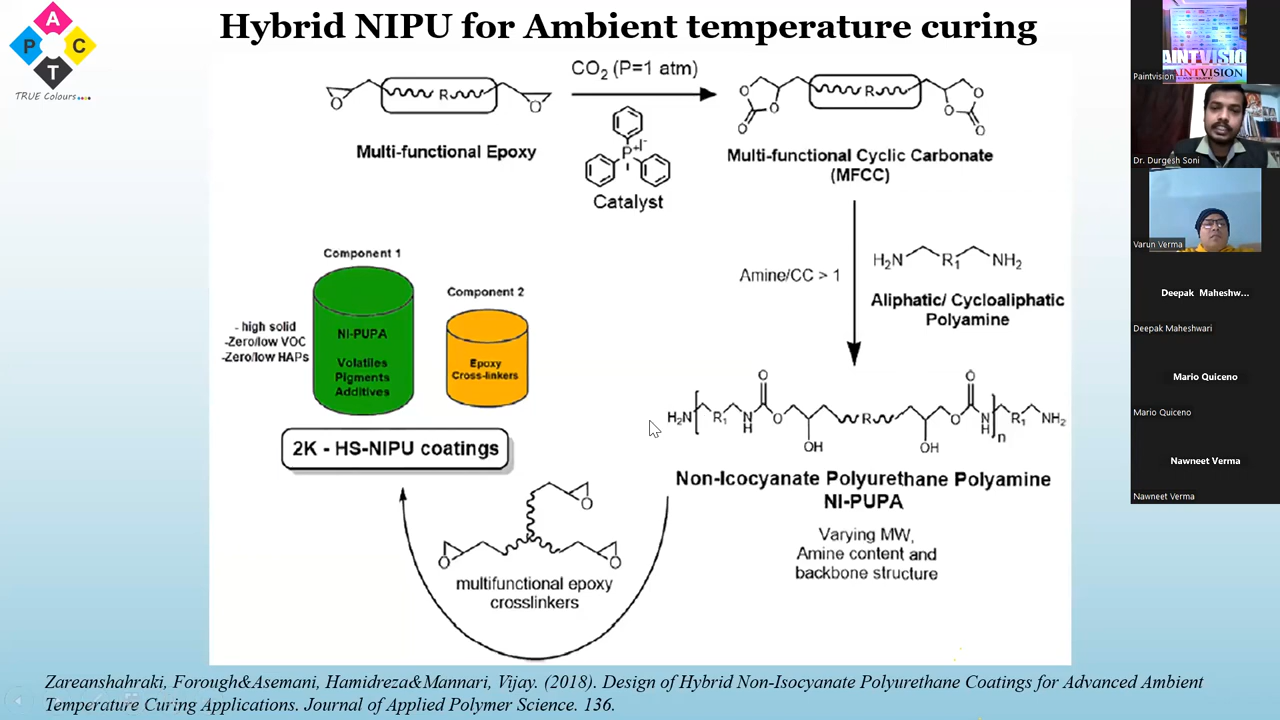 Hybrid NIPU for Ambient temperature curing
A
P
C
T
TRUE Colours....
CO2 (P=1 atm)
R
O
O
Multi-functional Epoxy
P+I-
Catalyst
R
O
O
O
O
O
O
Multi-functional Cyclic Carbonate
(MFCC)
Amine/CC > 1
H2N
R1
NH2
Aliphatic/ Cycloaliphatic
Polyamine
Component 1
Component 2
- high solid
-Zero/low VOC
-Zero/low HAPs
NI-PUPA
Volatiles
Pigments
Additives
Epoxy
Cross-linkers
2K - HS-NIPU coatings
H2N
R1
N
H
O
O
OH
R
OH
O
O
N
H
n
R1
NH2
Non-Icocyanate Polyurethane Polyamine
NI-PUPA
Varying MW,
Amine content and
backbone structure
O
O
O
multifunctional epoxy
crosslinkers
Zareanshahraki, Forough&Asemani, Hamidreza&Mannari, Vijay. (2018). Design of Hybrid Non-Isocyanate Polyurethane Coatings for Advanced Ambient
Temperature Curing Applications. Journal of Applied Polymer Science. 136.
AINTVISION
AINTVISION
Paintvision
Dr. Durgesh Soni
Varun Verma
Deepak Maheshw...
Deepak Maheshwari
Mario Quiceno
Mario Quiceno
Nawneet Verma
Nawneet Verma